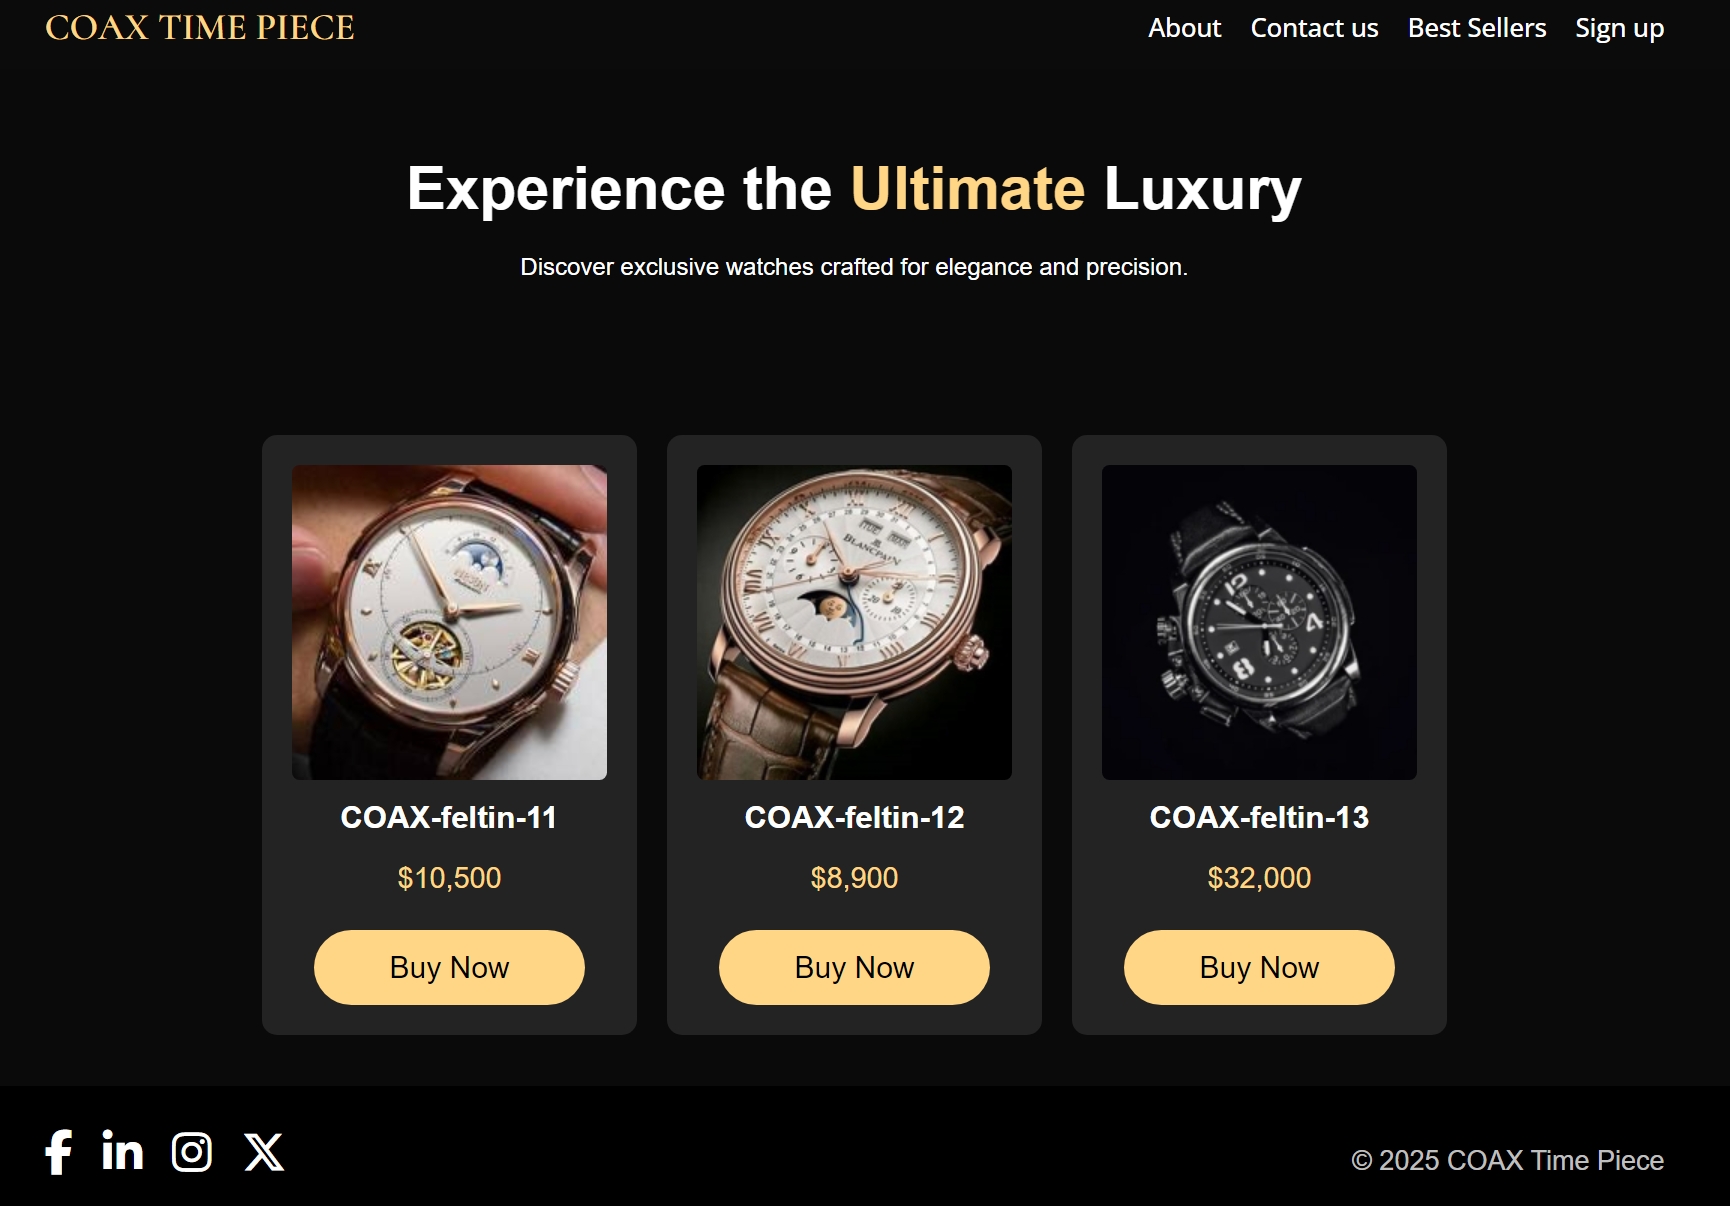 COAX TIME PIECE
About Contact us Best Sellers Sign up
Experience the Ultimate Luxury
Discover exclusive watches crafted for elegance and precision.
BLANCPAIN
COAX-feltin-11
COAX-feltin-12
COAX-feltin-13
$10,500
$8,900
$32,000
Buy Now
Buy Now
Buy Now
© 2025 COAX Time Piece